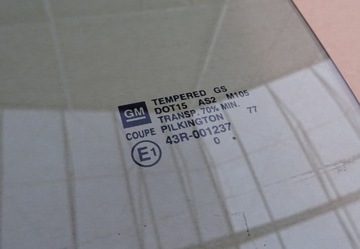 TEMPERED GS
DOT15 AS2 M105
GM TRANSP. 70% MIN.
COUPE PILKINGTON 77
E1 43R-001237
0